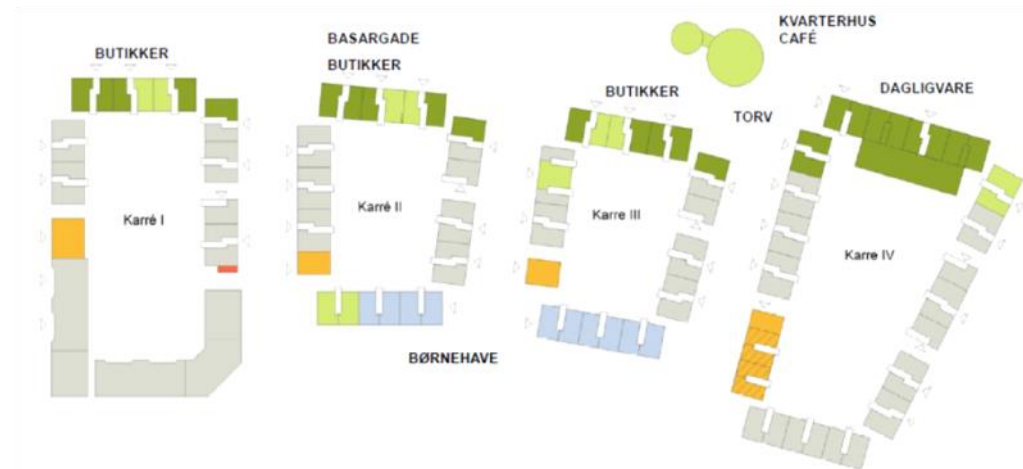 KVARTERHUS
CAFÉ
BASARGADE
BUTIKKER
BUTIKKER
BUTIKKER
DAGLIGVARE
TORV
Karré I
Karré II
Karre III
Karre IV
BØRNEHAVE